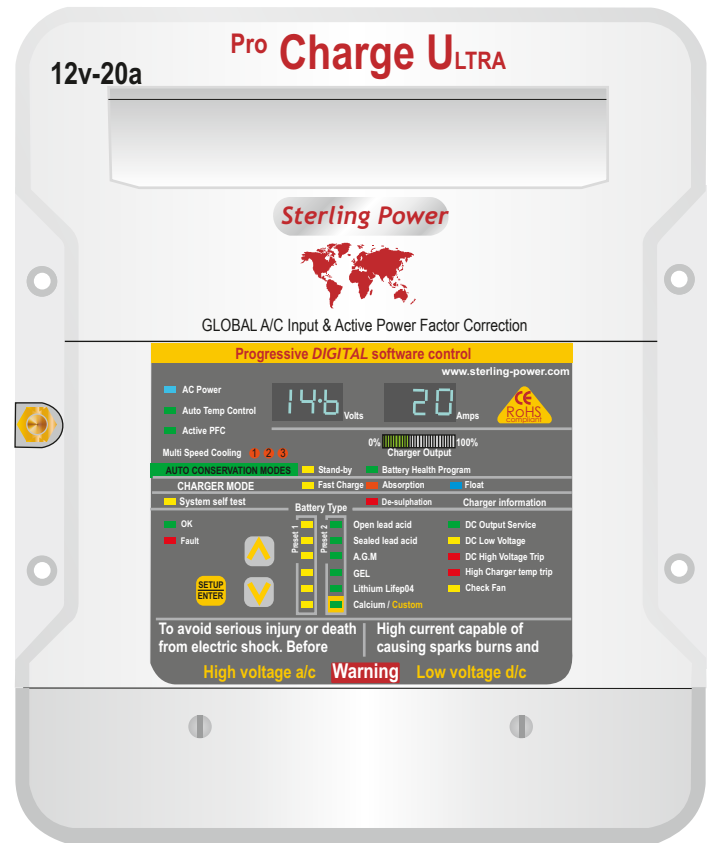 Pro Charge ULTRA
12v-20a
Sterling Power
GLOBAL A/C Input & Active Power Factor Correction
Progressive DIGITAL software control
www.sterling-power.com
AC Power
Auto Temp Control
Active PFC
14.6 Volts
20 Amps
CE
RoHS
compliant
0% 100%
Charger Output
Multi Speed Cooling 1 2 3
AUTO CONSERVATION MODES Stand-by Battery Health Program
CHARGER MODE Fast Charge Absorption Float
System self test
Battery Type
De-sulphation Charger information
OK
Fault
SETUP
ENTER
Preset 1
Preset 2
Open lead acid
Sealed lead acid
A.G.M
GEL
Lithium Lifep04
Calcium / Custom
DC Output Service
DC Low Voltage
DC High Voltage Trip
High Charger temp trip
Check Fan
To avoid serious injury or death
from electric shock. Before
High current capable of
causing sparks burns and
High voltage a/c Warning Low voltage d/c